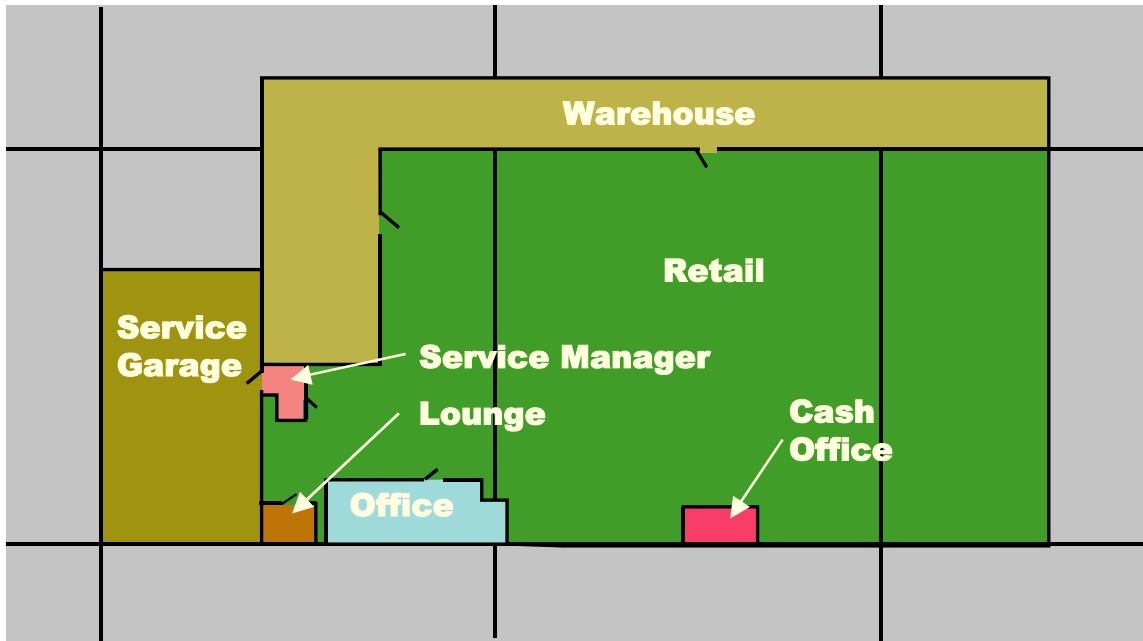 Warehouse
Retail
Service
Garage
Service Manager
Lounge
Cash
Office
Office